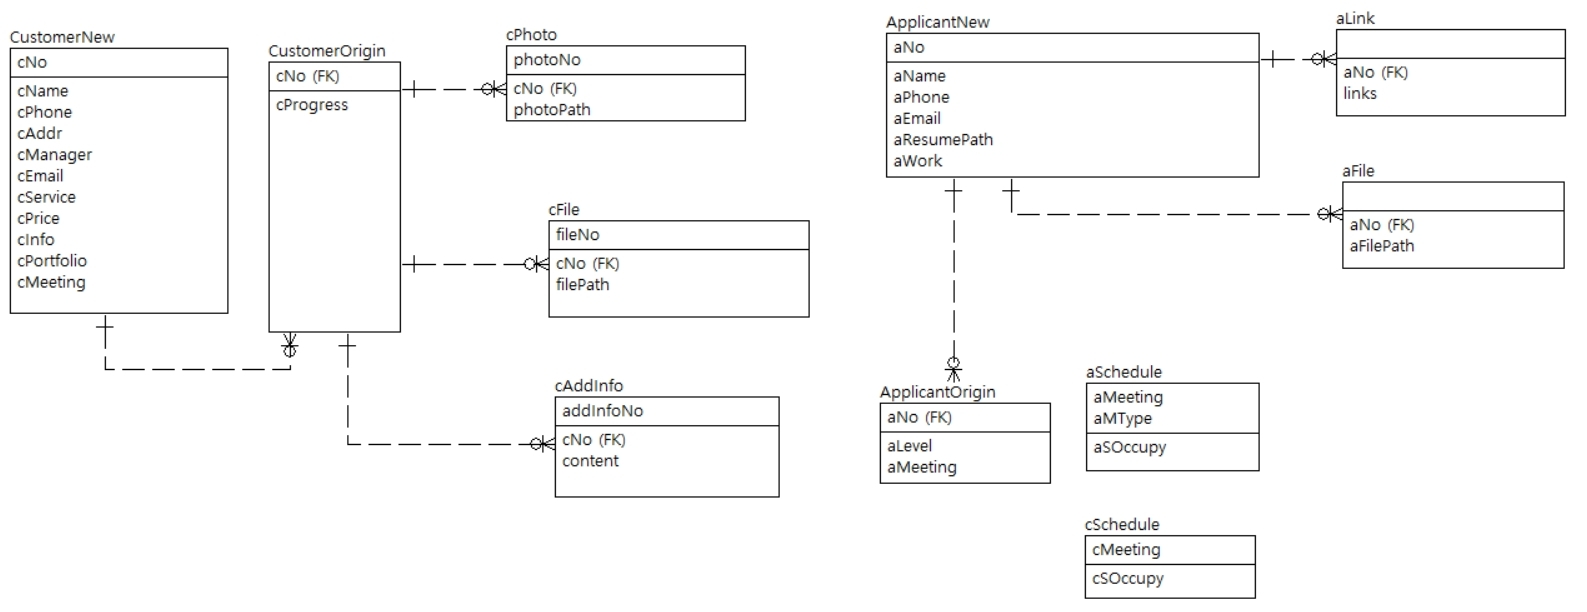 CustomerNew
cNo
cName
cPhone
cAddr
cManager
cEmail
cService
cPrice
cInfo
cPortfolio
cMeeting
CustomerOrigin
cNo (FK)
cProgress
cPhoto
photoNo
cNo (FK)
photoPath
cFile
fileNo
cNo (FK)
filePath
cAddInfo
addInfoNo
cNo (FK)
content
ApplicantNew
aNo
aName
aPhone
aEmail
aResumePath
aWork
aLink
aNo (FK)
links
aFile
aNo (FK)
aFilePath
ApplicantOrigin
aNo (FK)
aLevel
aMeeting
aSchedule
aMeeting
aMType
aSOccupy
cSchedule
cMeeting
cSOccupy